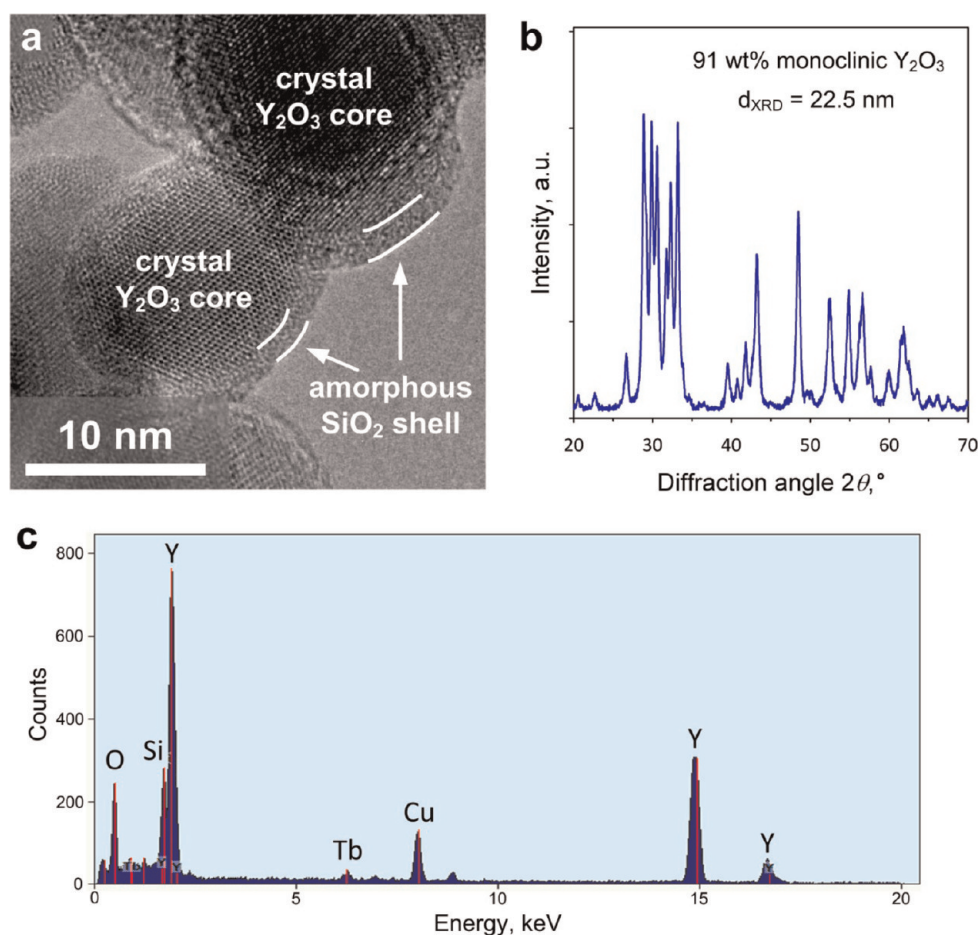 a
crystal
Y₂O₃ core
crystal
Y₂O₃ core
amorphous
SiO₂ shell
10 nm
b
91 wt% monoclinic Y₂O₃
d_XRD = 22.5 nm
Intensity, a.u.
20 30 40 50 60 70
Diffraction angle 2θ,°
c
800
600
400
200
0
Counts
O
Si
Y
Tb
Cu
Y
Y
Y
Y
Y
0 5 10 15 20
Energy, keV